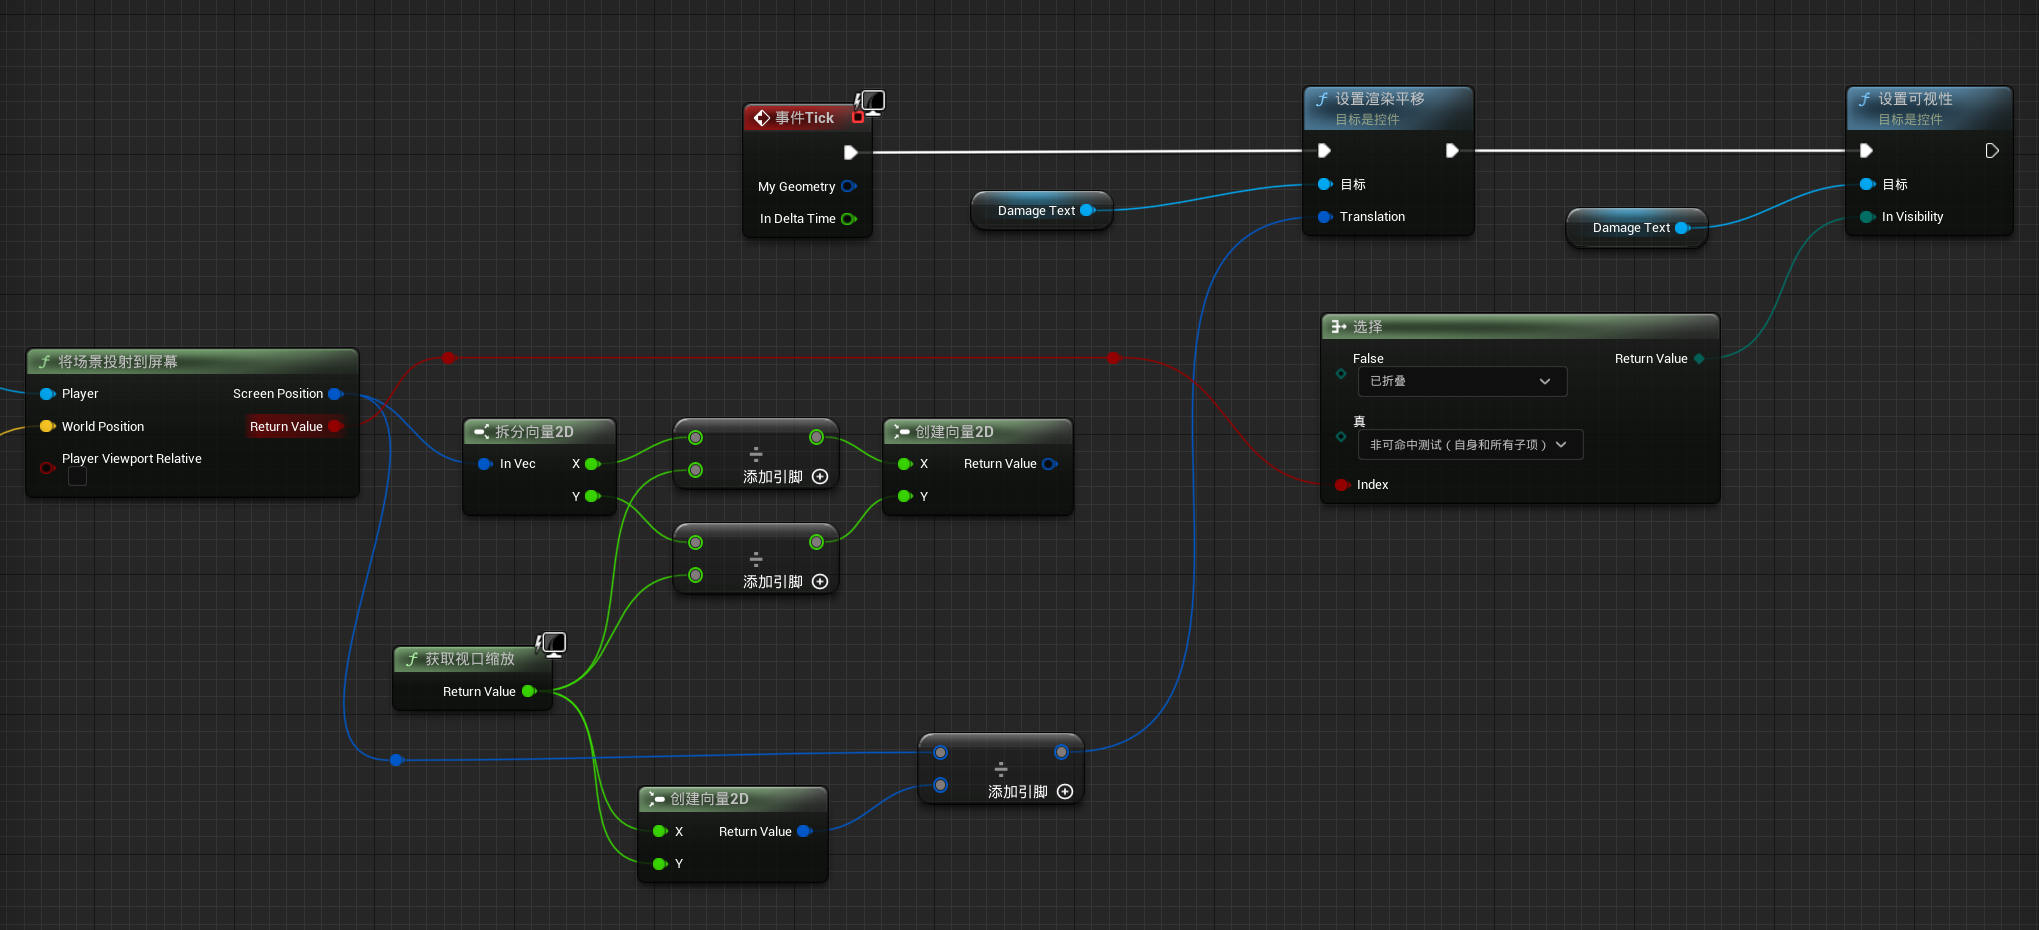 事件Tick
My Geometry
In Delta Time
Damage Text
设置渲染平移
目标是控件
目标
Translation
Damage Text
设置可视性
目标是控件
目标
In Visibility
将场景投射到屏幕
Player
Screen Position
World Position
Return Value
Player Viewport Relative
拆分向量2D
In Vec
X
Y
÷
添加引脚
÷
添加引脚
创建向量2D
X
Return Value
Y
选择
False
Return Value
已折叠
真
非可命中测试（自身和所有子项）
Index
获取视口缩放
Return Value
÷
添加引脚
创建向量2D
X
Return Value
Y